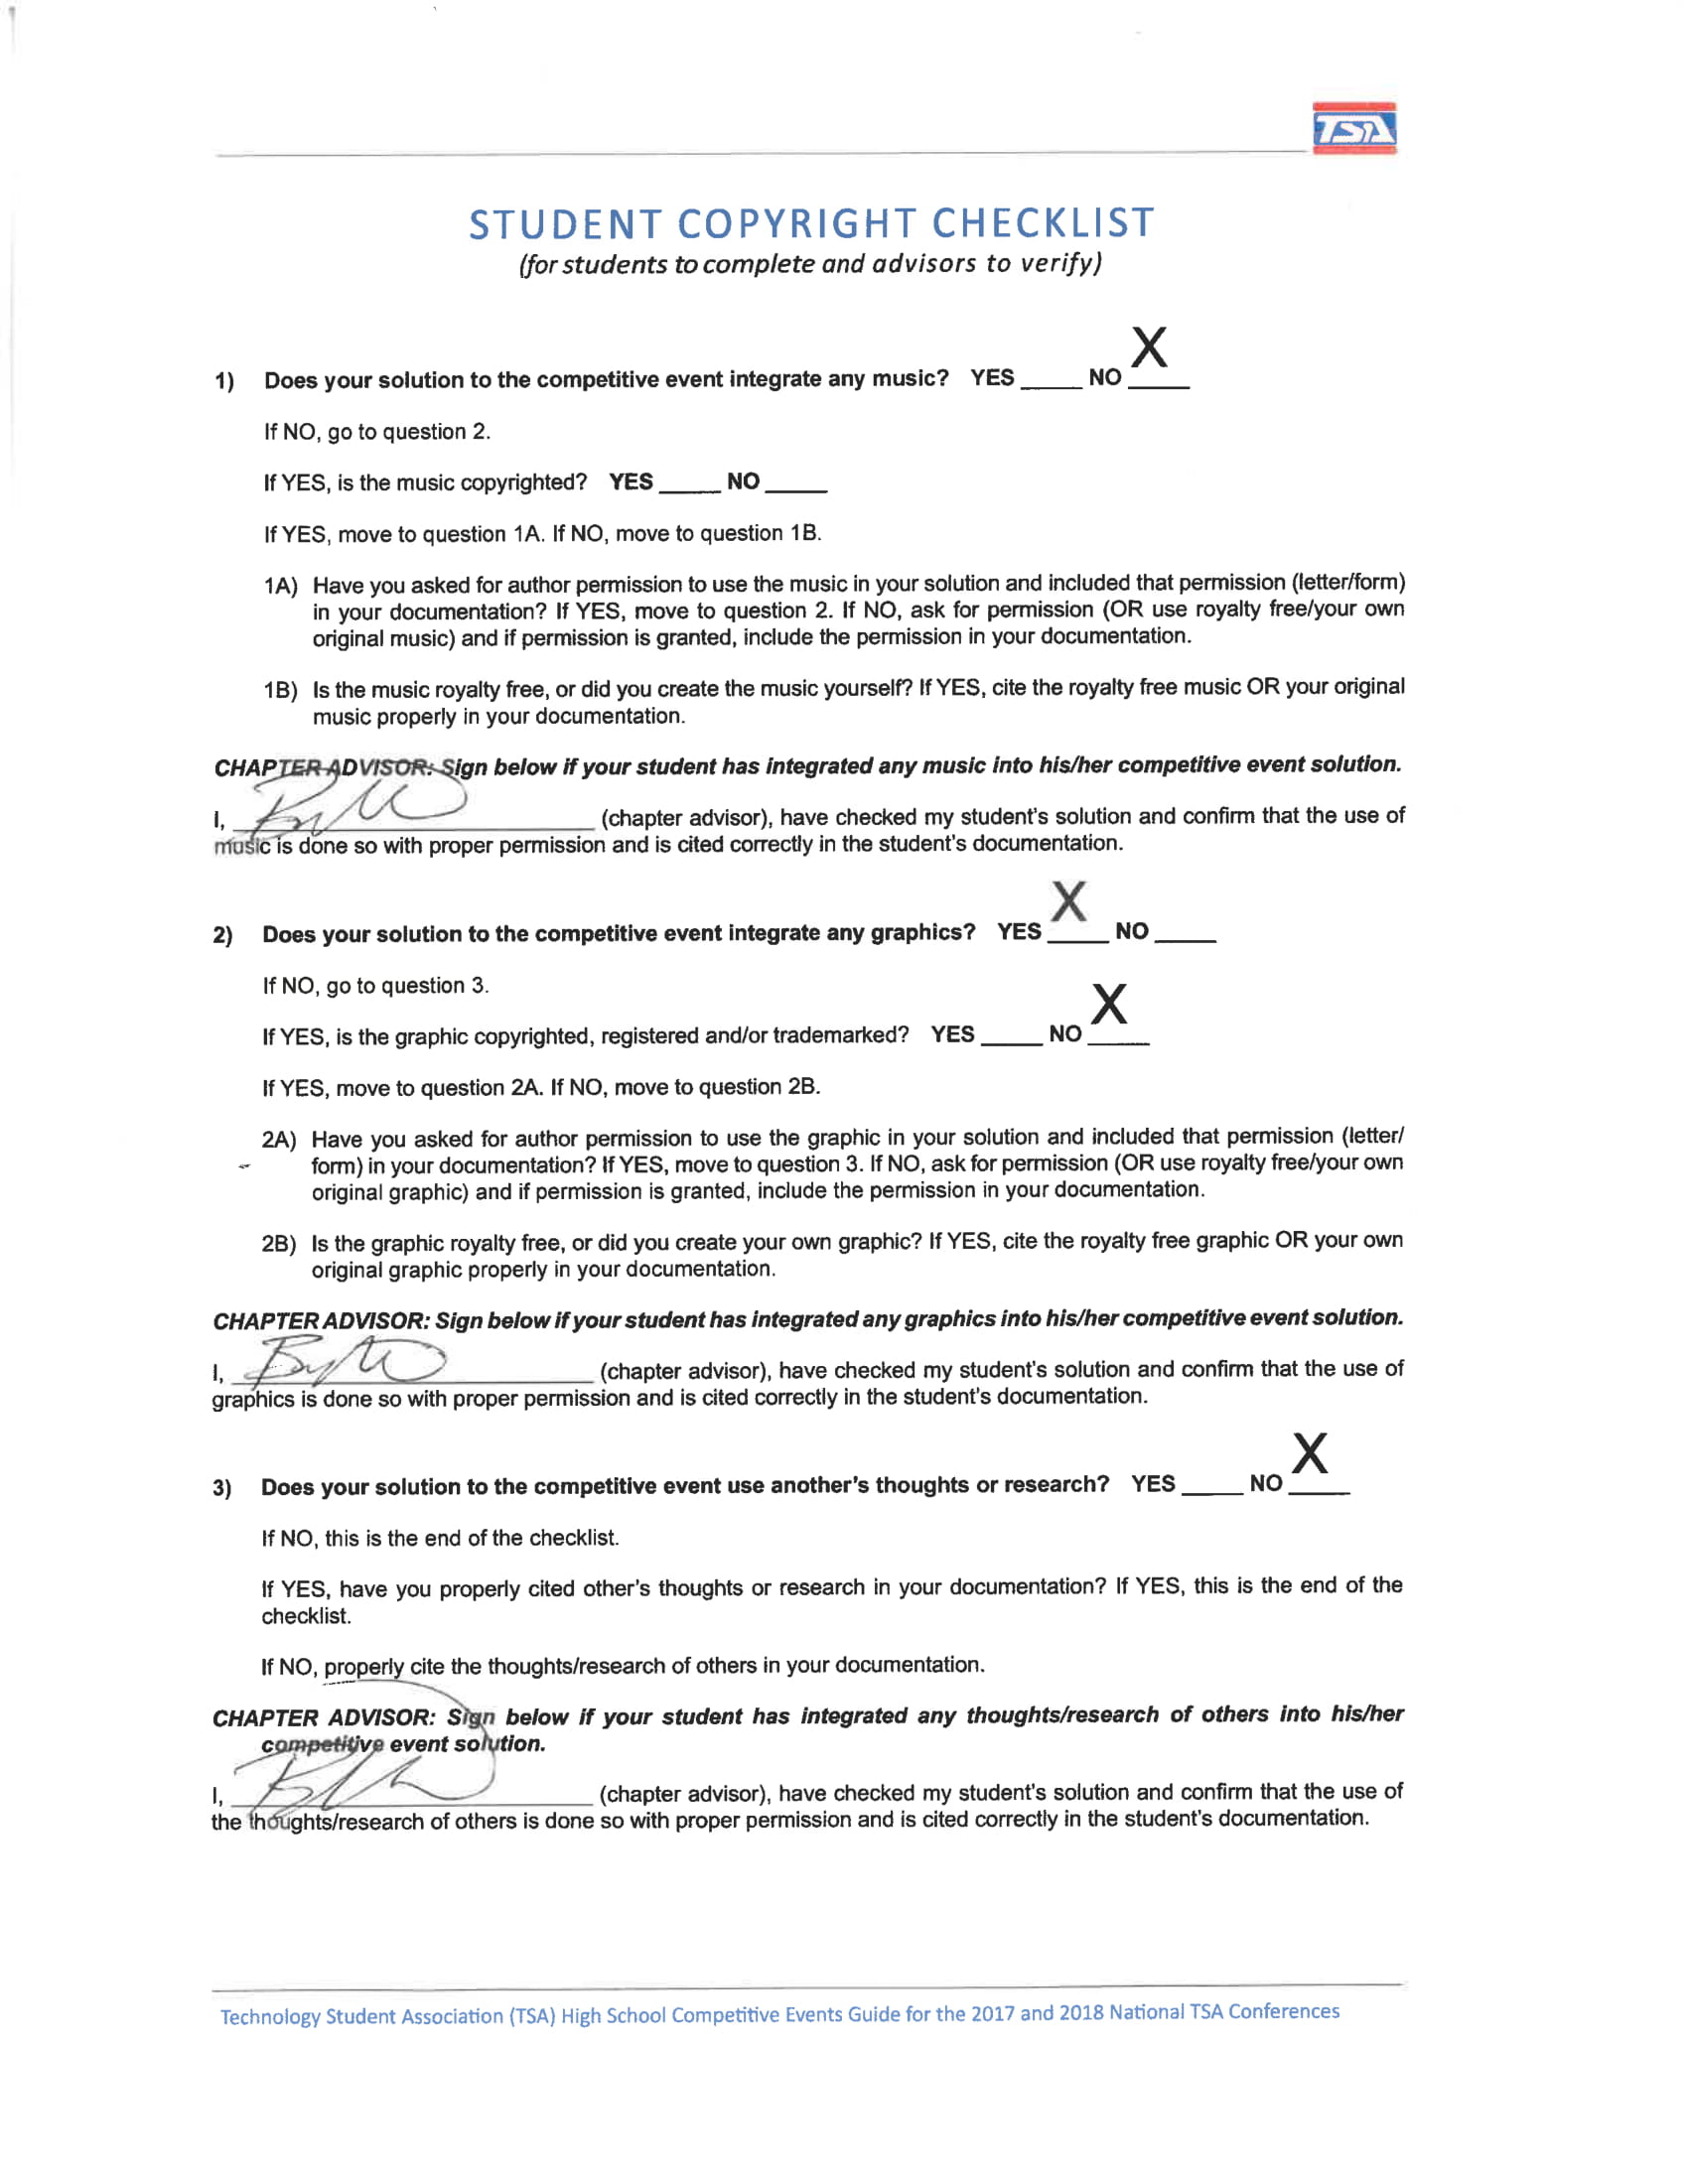 TSA
STUDENT COPYRIGHT CHECKLIST
(for students to complete and advisors to verify)
X
1) Does your solution to the competitive event integrate any music? YES ____ NO ____
If NO, go to question 2.
If YES, is the music copyrighted? YES ____ NO ____
If YES, move to question 1A. If NO, move to question 1B.
1A) Have you asked for author permission to use the music in your solution and included that permission (letter/form)
in your documentation? If YES, move to question 2. If NO, ask for permission (OR use royalty free/your own
original music) and if permission is granted, include the permission in your documentation.
1B) Is the music royalty free, or did you create the music yourself? If YES, cite the royalty free music OR your original
music properly in your documentation.
CHAPTER ADVISOR: Sign below if your student has integrated any music into his/her competitive event solution.
I, ____ (chapter advisor), have checked my student's solution and confirm that the use of
music is done so with proper permission and is cited correctly in the student's documentation.
X
2) Does your solution to the competitive event integrate any graphics? YES ____ NO ____
If NO, go to question 3.
X
If YES, is the graphic copyrighted, registered and/or trademarked? YES ____ NO ____
If YES, move to question 2A. If NO, move to question 2B.
2A) Have you asked for author permission to use the graphic in your solution and included that permission (letter/
form) in your documentation? If YES, move to question 3. If NO, ask for permission (OR use royalty free/your own
original graphic) and if permission is granted, include the permission in your documentation.
2B) Is the graphic royalty free, or did you create your own graphic? If YES, cite the royalty free graphic OR your own
original graphic properly in your documentation.
CHAPTER ADVISOR: Sign below if your student has integrated any graphics into his/her competitive event solution.
I, ____ (chapter advisor), have checked my student's solution and confirm that the use of
graphics is done so with proper permission and is cited correctly in the student's documentation.
X
3) Does your solution to the competitive event use another's thoughts or research? YES ____ NO ____
If NO, this is the end of the checklist.
If YES, have you properly cited other's thoughts or research in your documentation? If YES, this is the end of the
checklist.
If NO, properly cite the thoughts/research of others in your documentation.
CHAPTER ADVISOR: Sign below if your student has integrated any thoughts/research of others into his/her
competitive event solution.
I, ____ (chapter advisor), have checked my student's solution and confirm that the use of
the thoughts/research of others is done so with proper permission and is cited correctly in the student's documentation.
Technology Student Association (TSA) High School Competitive Events Guide for the 2017 and 2018 National TSA Conferences